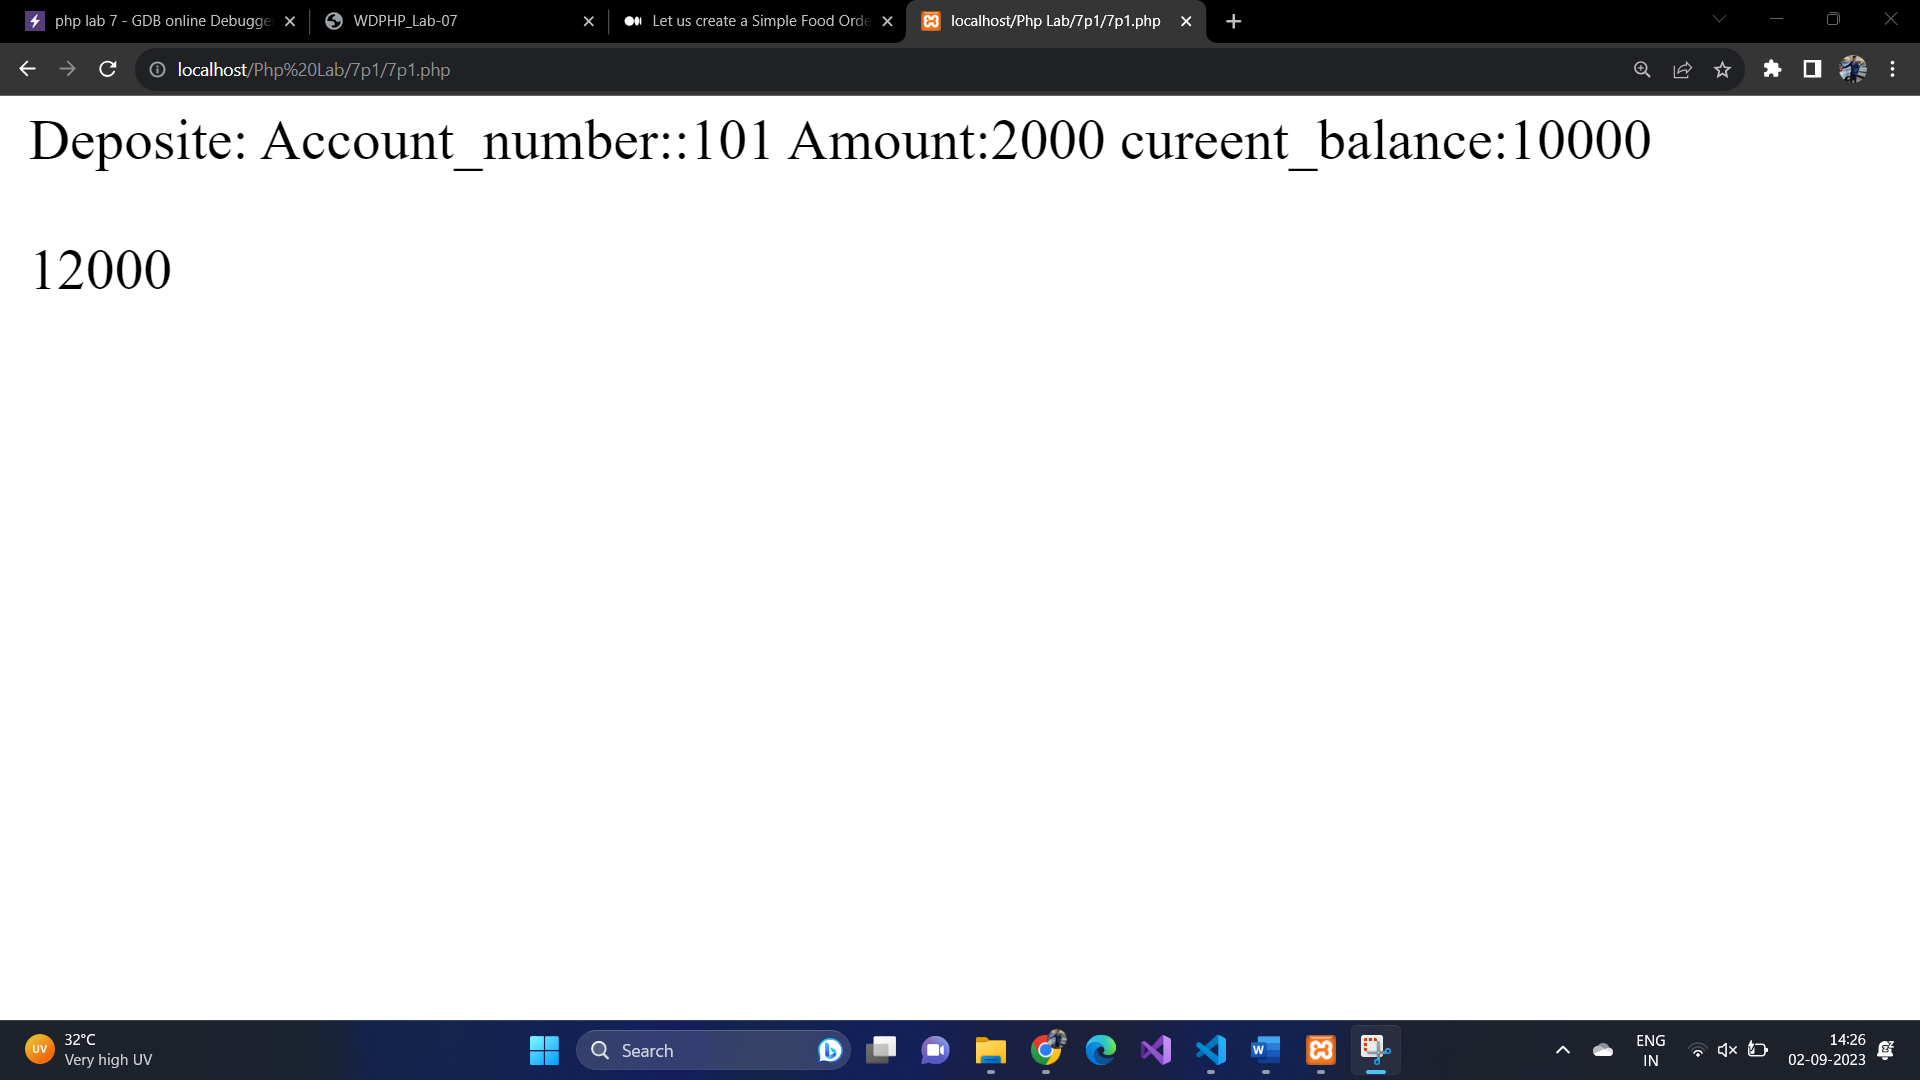 php lab 7 - GDB online Debugge
WDPHP_Lab-07
Let us create a Simple Food Orde
localhost/Php Lab/7p1/7p1.php
localhost/Php%20Lab/7p1/7p1.php
Deposite: Account_number::101 Amount:2000 cureent_balance:10000
12000
UV
32°C
Very high UV
Search
ENG
IN
14:26
02-09-2023